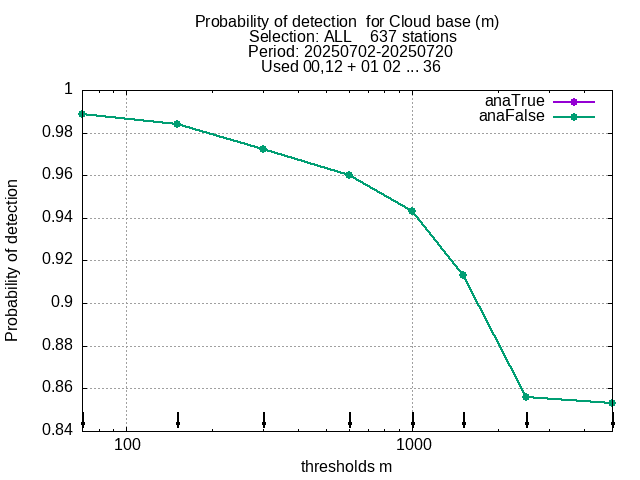 Probability of detection  for Cloud base (m)
Selection: ALL    637 stations
Period: 20250702-20250720
Used 00,12 + 01 02 ... 36
anaTrue
anaFalse
Probability of detection
1
0.98
0.96
0.94
0.92
0.9
0.88
0.86
0.84
100
1000
thresholds m